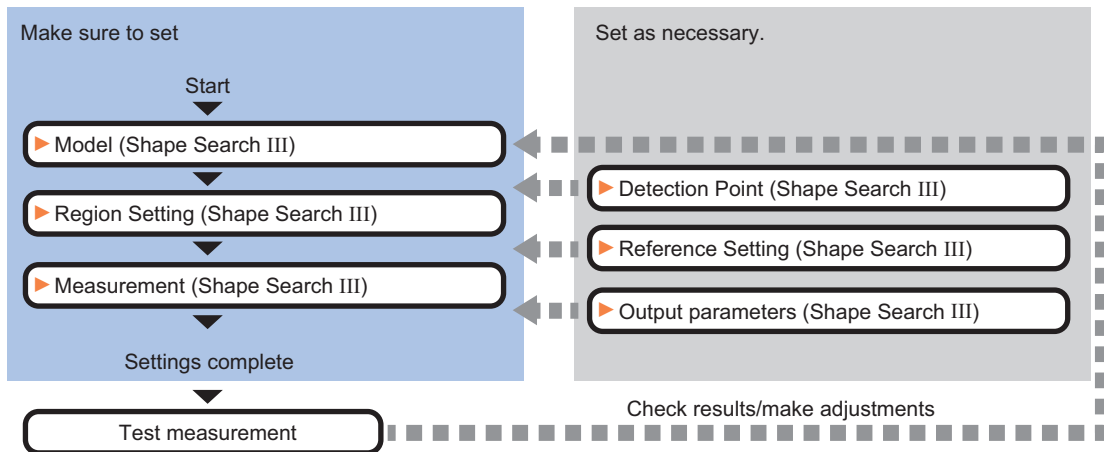 Make sure to set
Start
Model (Shape Search III)
Region Setting (Shape Search III)
Measurement (Shape Search III)
Settings complete
Test measurement
Set as necessary.
Detection Point (Shape Search III)
Reference Setting (Shape Search III)
Output parameters (Shape Search III)
Check results/make adjustments